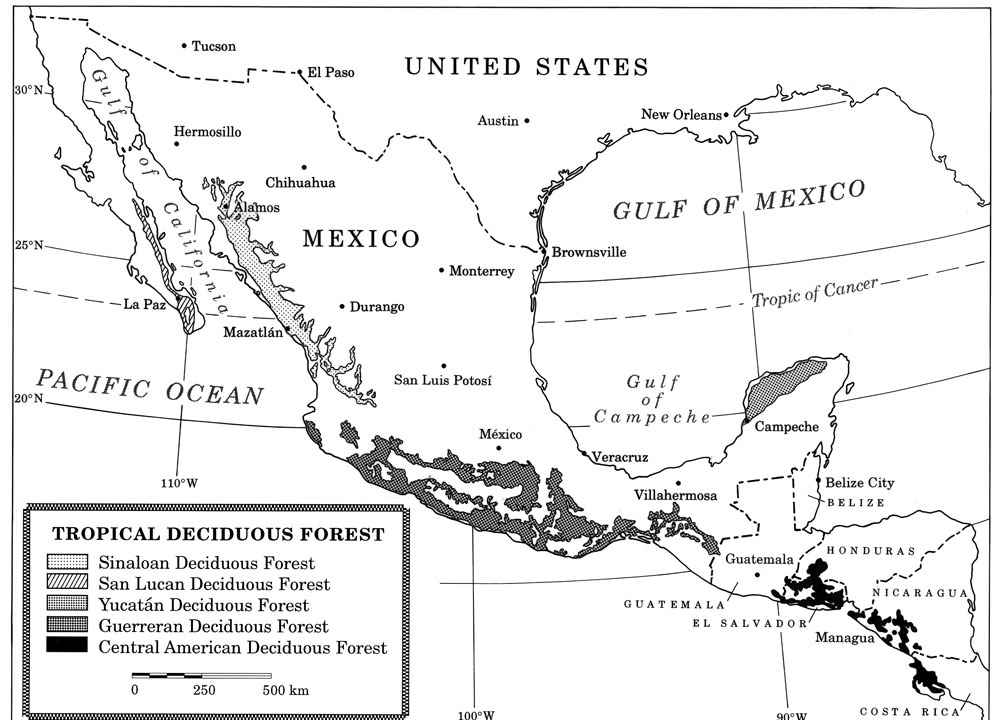 Tucson
El Paso
UNITED STATES
30°N
Gulf
of
California
Hermosillo
Chihuahua
Austin
New Orleans
Alamos
GULF OF MEXICO
MEXICO
25°N
Brownsville
Monterrey
La Paz
Durango
Tropic of Cancer
Mazatlán
PACIFIC OCEAN
San Luis Potosí
Gulf
of
Campeche
20°N
Campeche
México
Veracruz
110°W
Villahermosa
Belize City
BELIZE
TROPICAL DECIDUOUS FOREST
Sinaloan Deciduous Forest
San Lucan Deciduous Forest
Yucatán Deciduous Forest
Guerreran Deciduous Forest
Central American Deciduous Forest
0 250 500 km
Guatemala
HONDURAS
NICARAGUA
GUATEMALA
EL SALVADOR
Managua
COSTA RICA
100°W
90°W